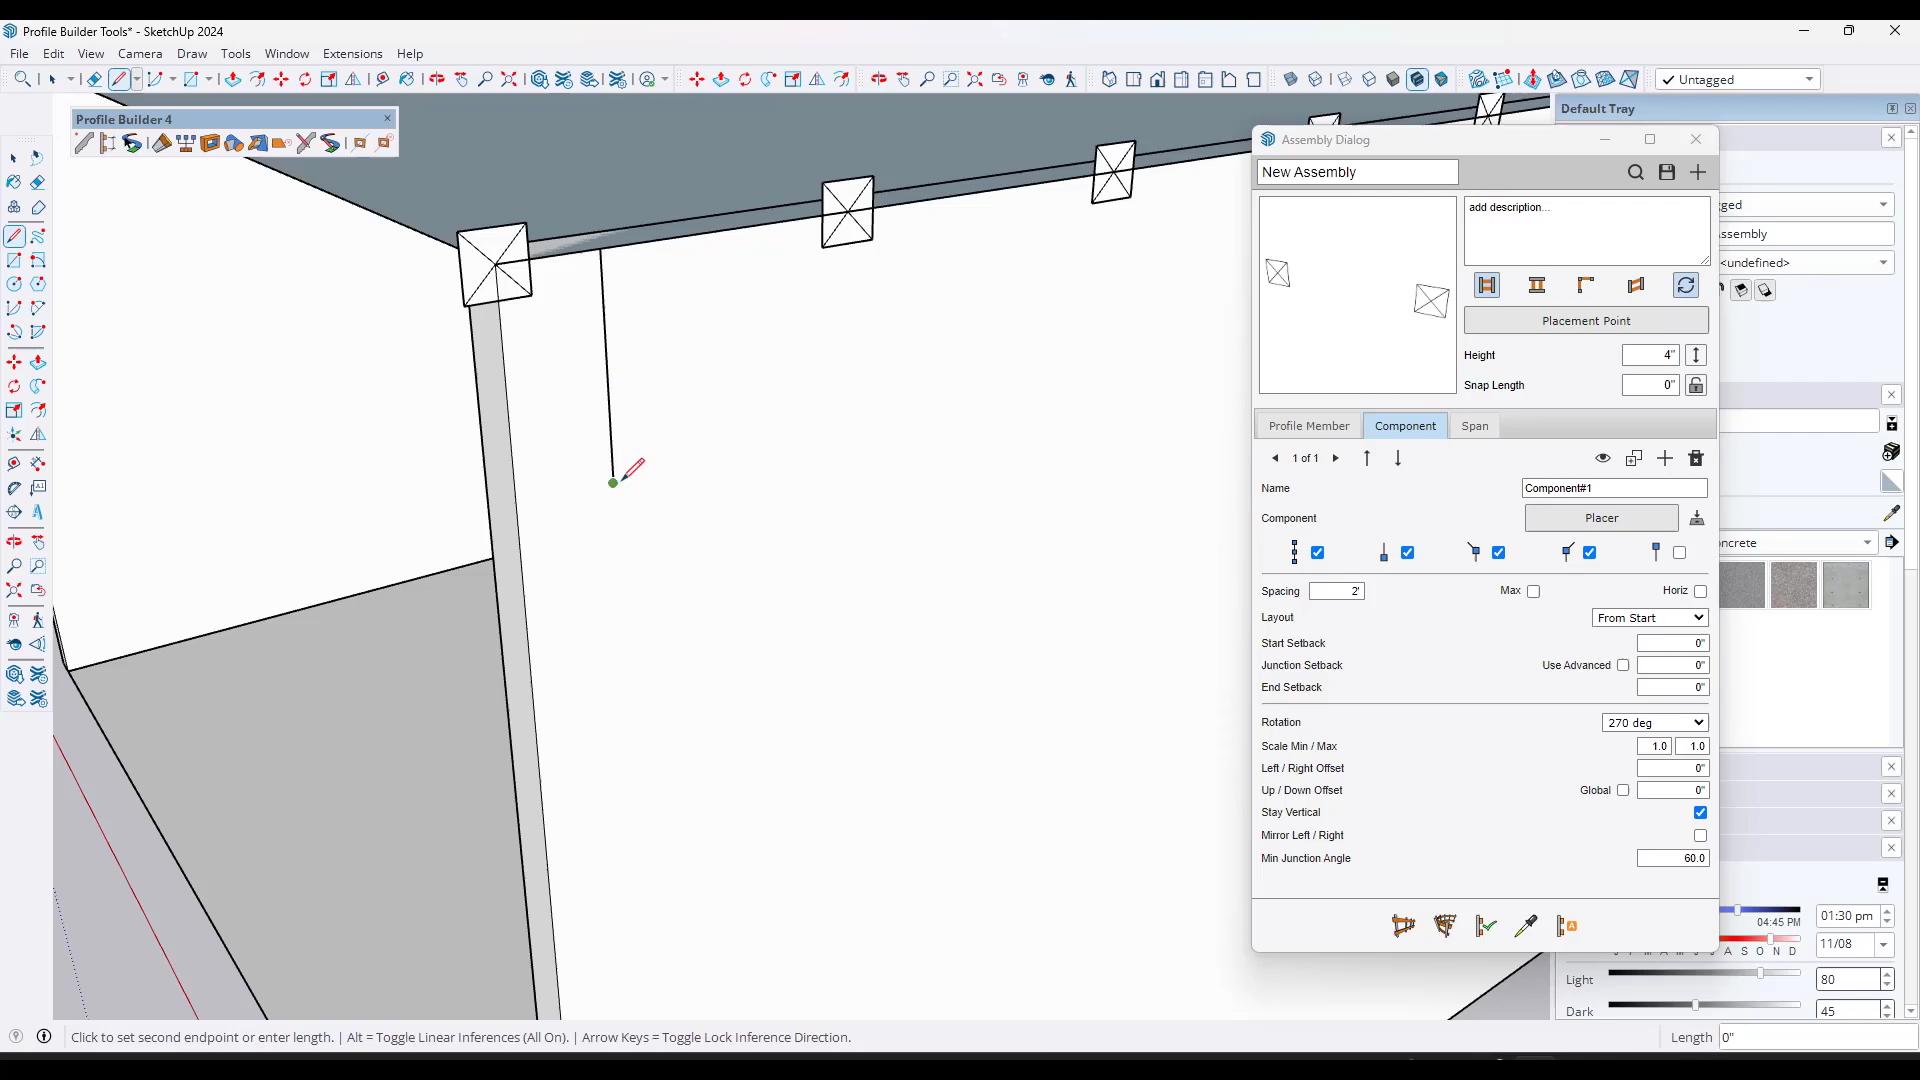 Profile Builder Tools* - SketchUp 2024
File Edit View Camera Draw Tools Window Extensions Help
Untagged
Profile Builder 4
Default Tray
Assembly Dialog
New Assembly
add description...
gged
ssembly
<undefined>
Placement Point
Height 4"
Snap Length 0"
Profile Member Component Span
1 of 1
Name Component#1
Component Placer
ncrete
Spacing 2' Max Horiz
Layout From Start
Start Setback 0"
Junction Setback Use Advanced 0"
End Setback 0"
Rotation 270 deg
Scale Min / Max 1.0 1.0
Left / Right Offset 0"
Up / Down Offset Global 0"
Stay Vertical
Mirror Left / Right
Min Junction Angle 60.0
04:45 PM 01:30 pm
A S O N D 11/08
Light 80
Dark 45
Click to set second endpoint or enter length. | Alt = Toggle Linear Inferences (All On). | Arrow Keys = Toggle Lock Inference Direction.
Length 0"